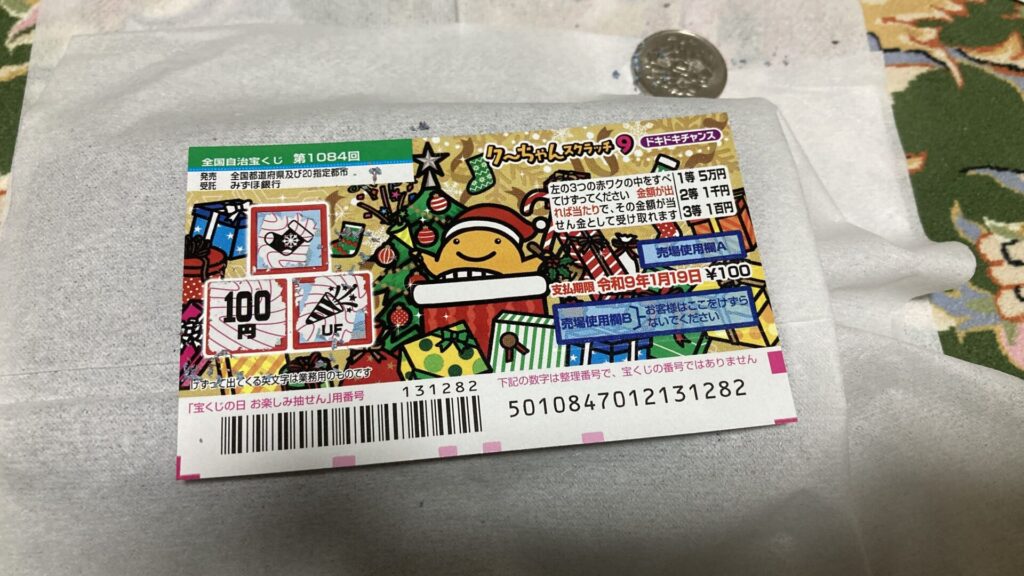 全国自治宝くじ 第1084回
発売 全国都道府県及び20指定都市
受託 みずほ銀行
クーちゃんスクラッチ9
ドキドキチャンス
左の3つの赤ワクの中をすべ
てけずってください 金額が出
れば当たりで、その金額が当
せん金として受け取れます
1等 5万円
2等 1千円
3等 1百円
売場使用欄A
支払期限 令和9年1月19日 ¥100
売場使用欄B
お客様はここをけずら
ないでください
100
円
UF
けずって出てくる英文字は業務用のものです
「宝くじの日 お楽しみ抽せん」用番号
131282
下記の数字は整理番号で、宝くじの番号ではありません
5010847012131282